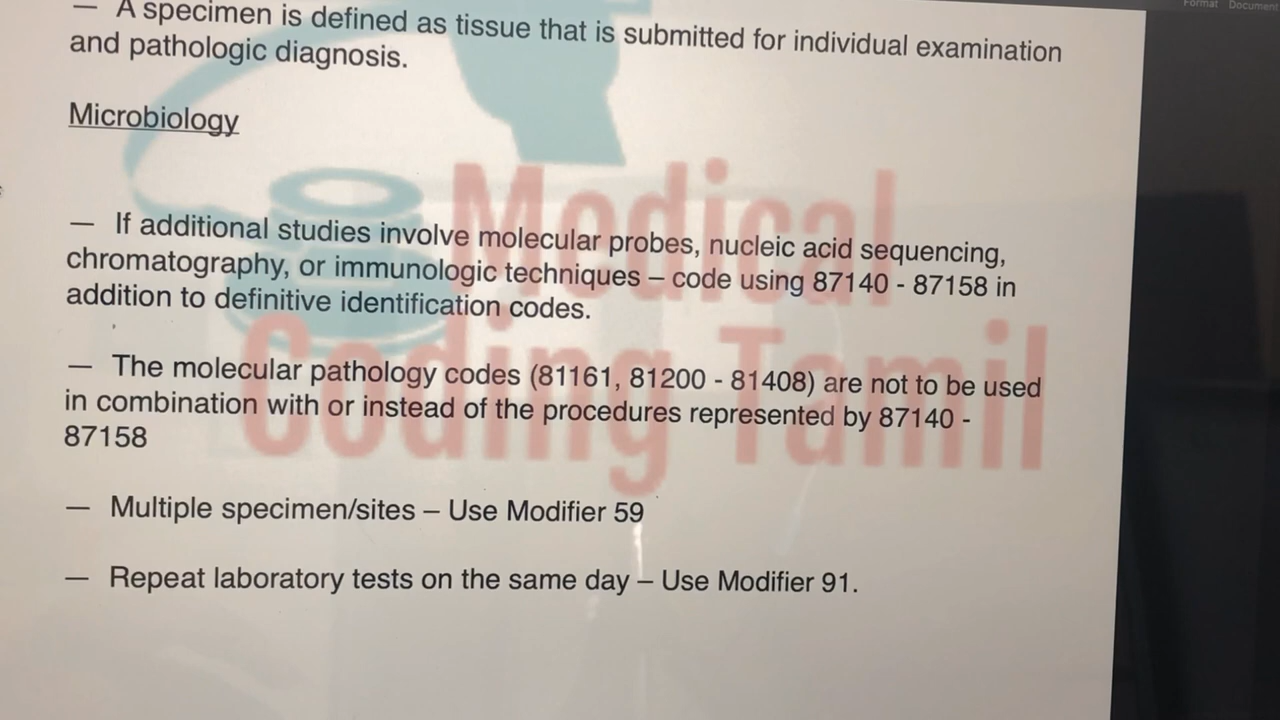 Format Document
— A specimen is defined as tissue that is submitted for individual examination
and pathologic diagnosis.
Microbiology
— If additional studies involve molecular probes, nucleic acid sequencing,
chromatography, or immunologic techniques – code using 87140 - 87158 in
addition to definitive identification codes.
— The molecular pathology codes (81161, 81200 - 81408) are not to be used
in combination with or instead of the procedures represented by 87140 -
87158
— Multiple specimen/sites – Use Modifier 59
— Repeat laboratory tests on the same day – Use Modifier 91.
Medical
Coding Tamil